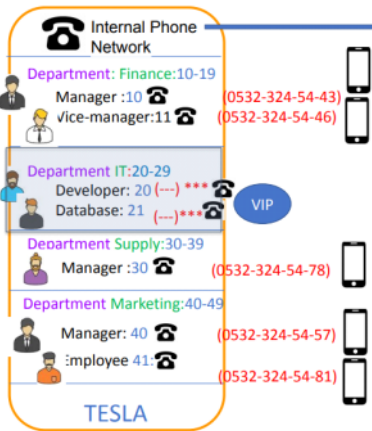 Internal Phone
Network
Department: Finance:10-19
Manager :10 (0532-324-54-43)
Vice-manager:11 (0532-324-54-46)
Department IT:20-29
Developer: 20 (---) ***
Database: 21 (---)***
VIP
Department Supply:30-39
Manager :30 (0532-324-54-78)
Department Marketing:40-49
Manager: 40 (0532-324-54-57)
Employee 41: (0532-324-54-81)
TESLA